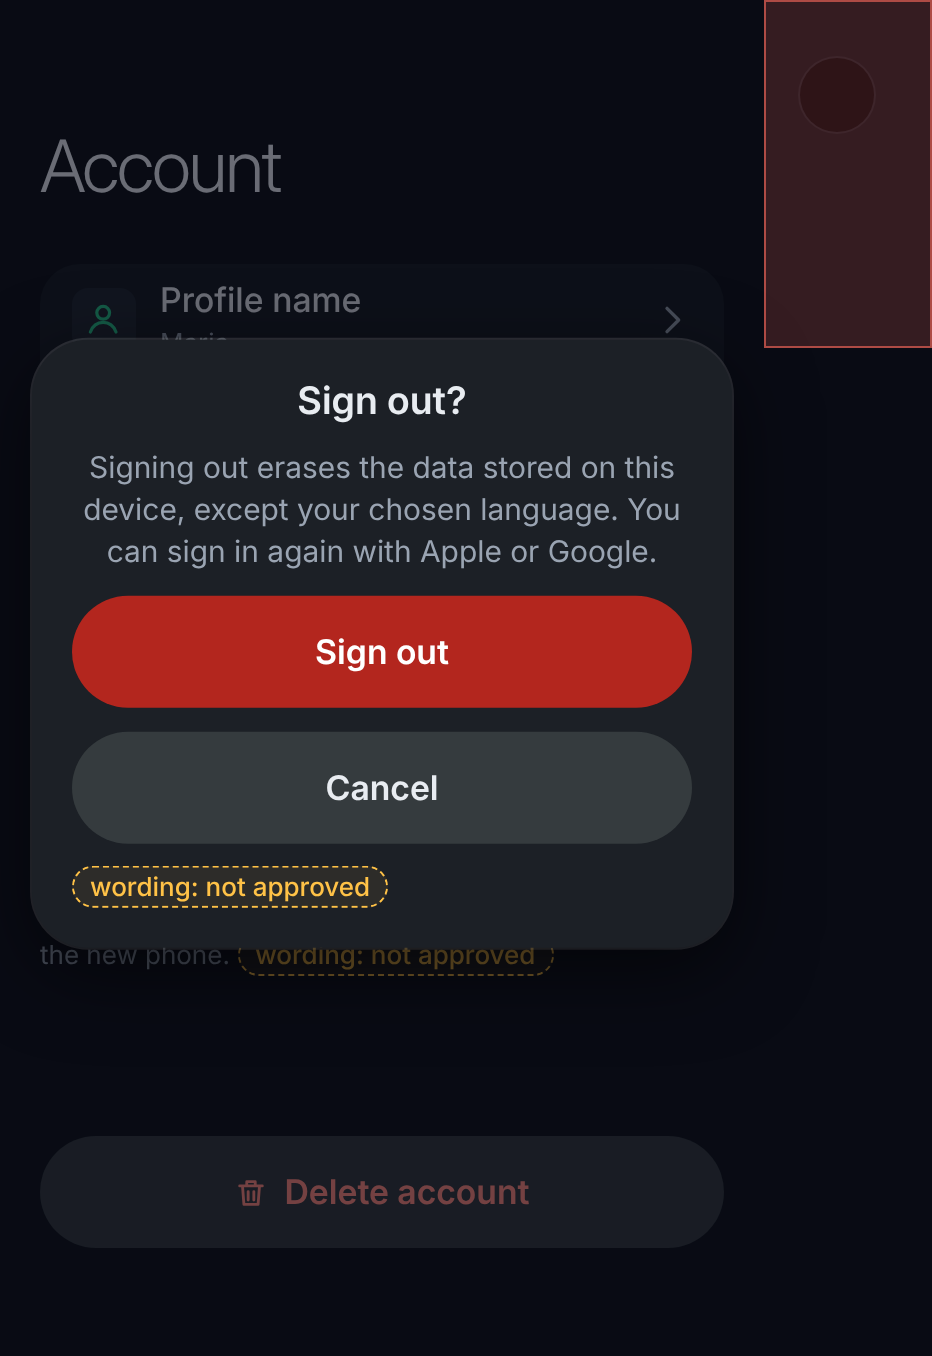 Account
Profile name
Sign out?
Signing out erases the data stored on this
device, except your chosen language. You
can sign in again with Apple or Google.
Sign out
Cancel
wording: not approved
the new phone. wording: not approved
Delete account